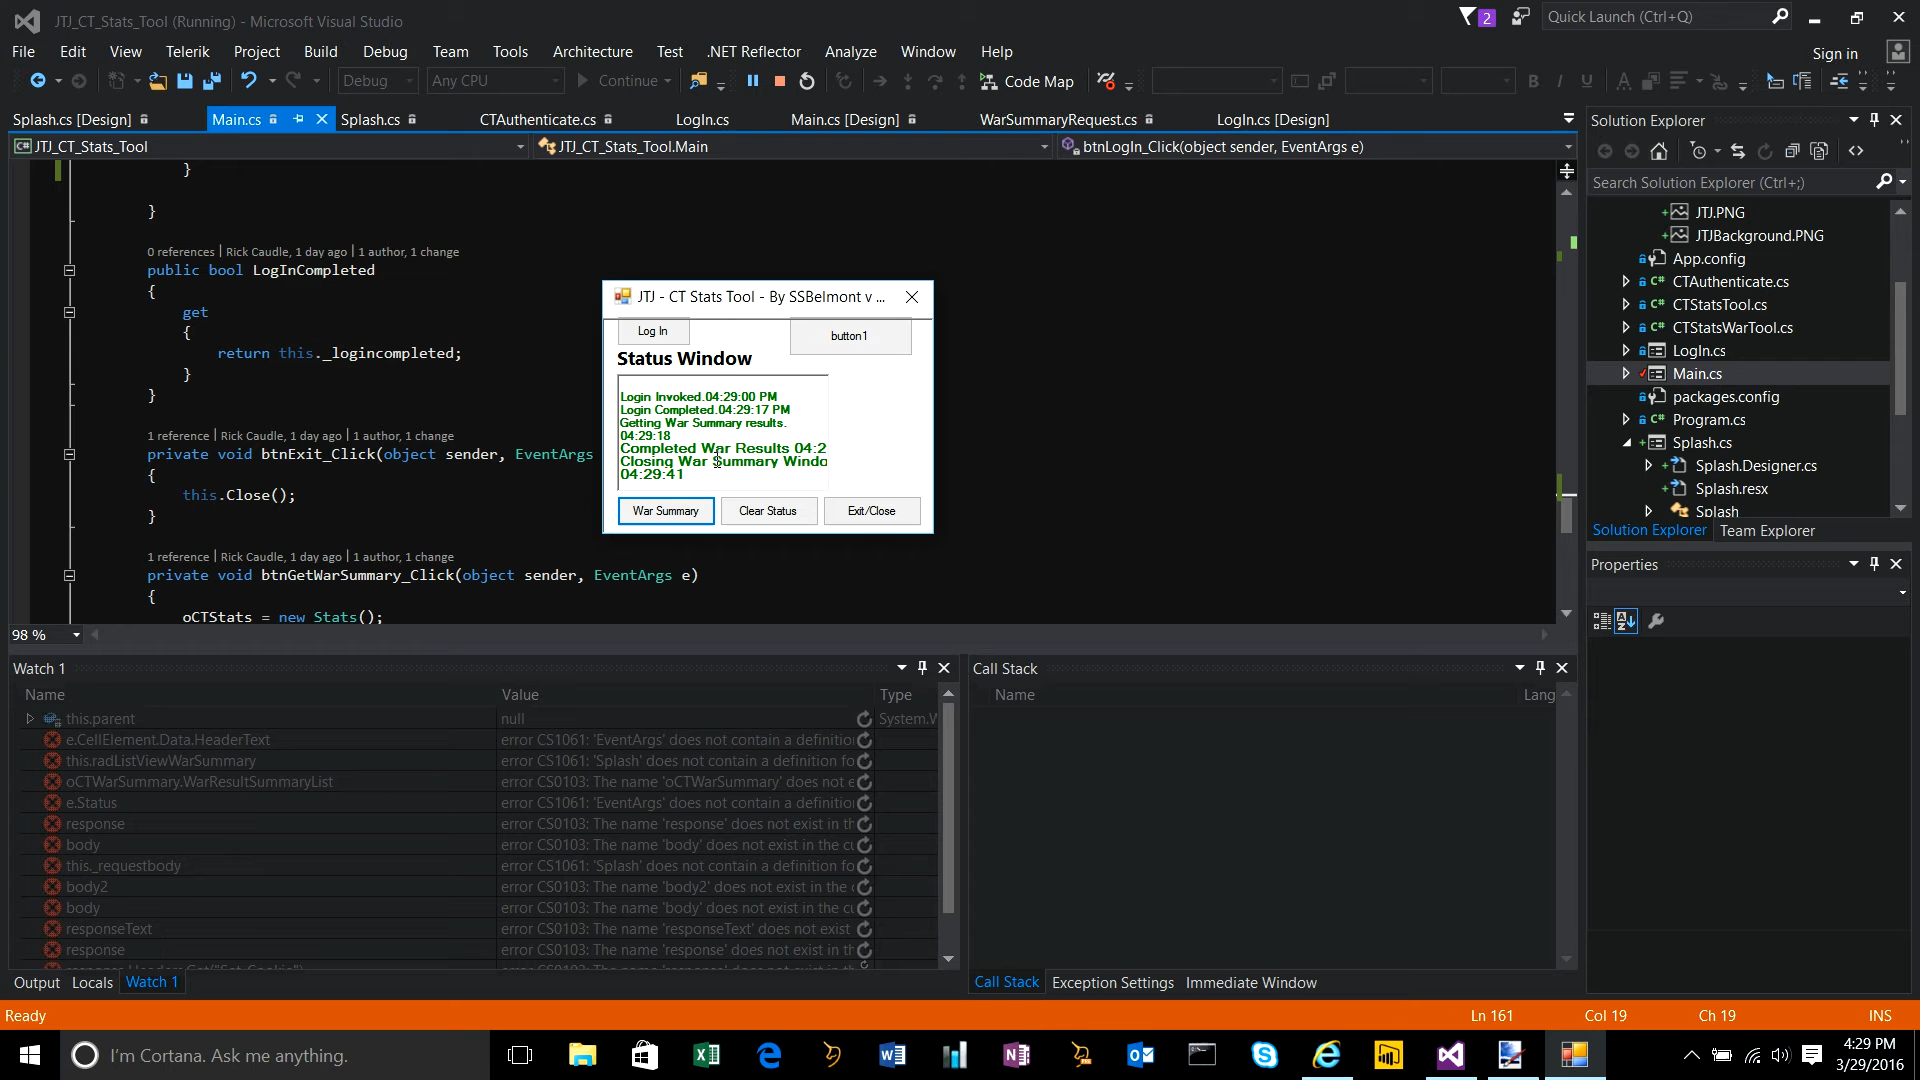 JTJ_CT_Stats_Tool (Running) - Microsoft Visual Studio
2
Quick Launch (Ctrl+Q)
File Edit View Telerik Project Build Debug Team Tools Architecture Test .NET Reflector Analyze Window Help
Sign in
Debug Any CPU Continue Code Map
Splash.cs [Design] Main.cs Splash.cs CTAuthenticate.cs LogIn.cs Main.cs [Design] WarSummaryRequest.cs LogIn.cs [Design]
JTJ_CT_Stats_Tool JTJ_CT_Stats_Tool.Main btnLogIn_Click(object sender, EventArgs e)
}
}
0 references | Rick Caudle, 1 day ago | 1 author, 1 change
public bool LogInCompleted
{
get
{
return this._logincompleted;
}
}
1 reference | Rick Caudle, 1 day ago | 1 author, 1 change
private void btnExit_Click(object sender, EventArgs
{
this.Close();
}
1 reference | Rick Caudle, 1 day ago | 1 author, 1 change
private void btnGetWarSummary_Click(object sender, EventArgs e)
{
oCTStats = new Stats();
98 %
JTJ - CT Stats Tool - By SSBelmont v ...
Log In
button1
Status Window
Login Invoked.04:29:00 PM
Login Completed.04:29:17 PM
Getting War Summary results.
04:29:18
Completed War Results 04:2
Closing War Summary Windo
04:29:41
War Summary Clear Status Exit/Close
Solution Explorer
Search Solution Explorer (Ctrl+;)
JTJ.PNG
JTJBackground.PNG
App.config
CTAuthenticate.cs
CTStatsTool.cs
CTStatsWarTool.cs
LogIn.cs
Main.cs
packages.config
Program.cs
Splash.cs
Splash.Designer.cs
Splash.resx
Splash
Solution Explorer Team Explorer
Properties
Watch 1
Name Value Type
this.parent null System.W
e.CellElement.Data.HeaderText error CS1061: 'EventArgs' does not contain a definitio
this.radListViewWarSummary error CS1061: 'Splash' does not contain a definition fo
oCTWarSummary.WarResultSummaryList error CS0103: The name 'oCTWarSummary' does not e
e.Status error CS1061: 'EventArgs' does not contain a definitio
response error CS0103: The name 'response' does not exist in th
body error CS0103: The name 'body' does not exist in the cu
this._requestbody error CS1061: 'Splash' does not contain a definition fo
body2 error CS0103: The name 'body2' does not exist in the c
body error CS0103: The name 'body' does not exist in the cu
responseText error CS0103: The name 'responseText' does not exist
response error CS0103: The name 'response' does not exist in th
Output Locals Watch 1
Call Stack
Name Lang
Call Stack Exception Settings Immediate Window
Ready Ln 161 Col 19 Ch 19 INS
I'm Cortana. Ask me anything.
4:29 PM
3/29/2016